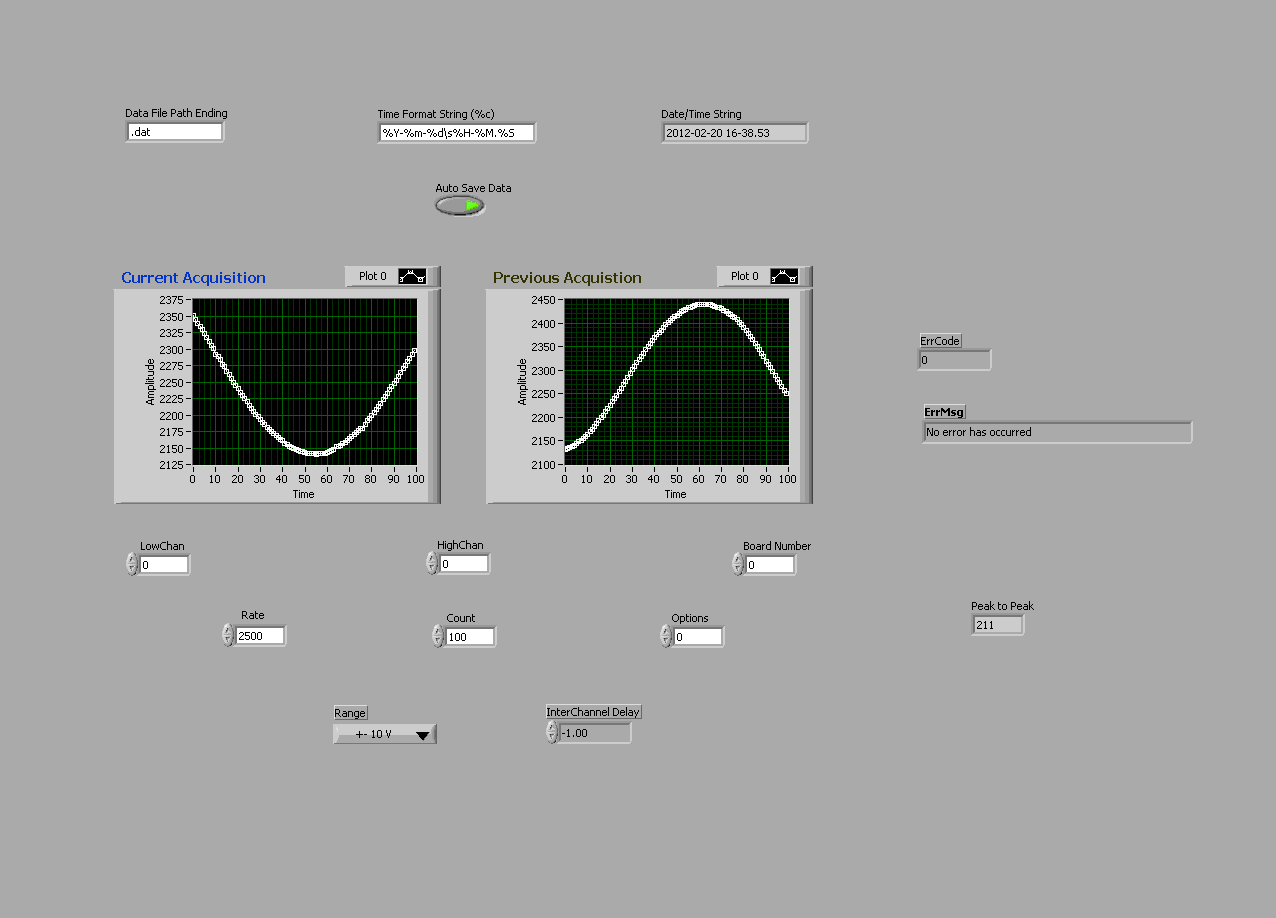 Data File Path Ending
.dat
Time Format String (%c)
%Y-%m-%d\s%H-%M.%S
Date/Time String
2012-02-20 16-38.53
Auto Save Data
Current Acquisition
Plot 0
Amplitude
2375
2350
2325
2300
2275
2250
2225
2200
2175
2150
2125
0 10 20 30 40 50 60 70 80 90 100
Time
Previous Acquistion
Plot 0
Amplitude
2450
2400
2350
2300
2250
2200
2150
2100
0 10 20 30 40 50 60 70 80 90 100
Time
ErrCode
0
ErrMsg
No error has occurred
LowChan
0
HighChan
0
Board Number
0
Rate
2500
Count
100
Options
0
Peak to Peak
211
Range
+- 10 V
InterChannel Delay
-1.00